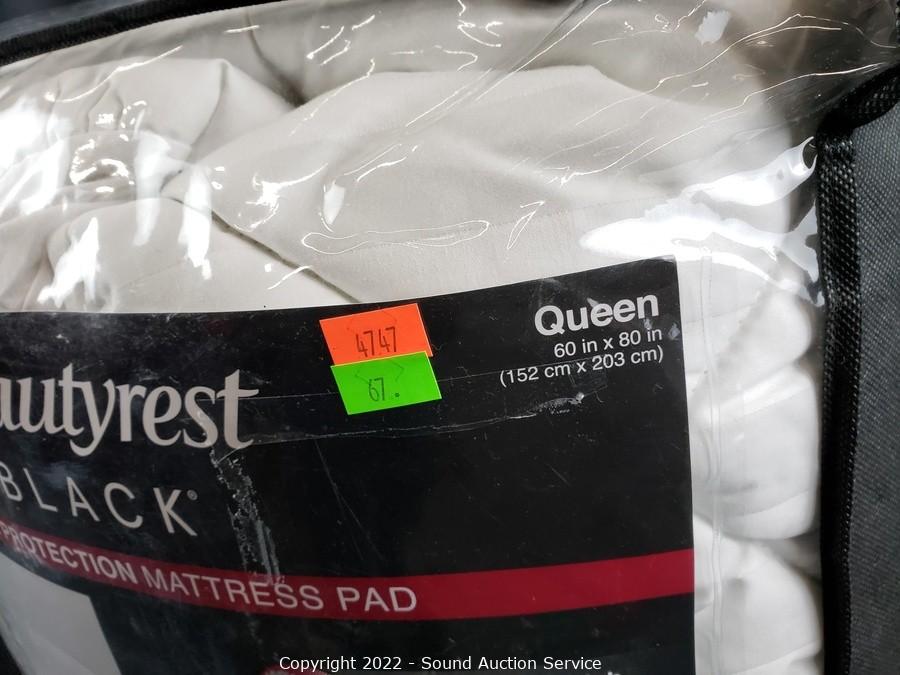 Queen
60 in x 80 in
(152 cm x 203 cm)
4747
67.
autyrest
BLACK®
PROTECTION MATTRESS PAD
Copyright 2022 - Sound Auction Service